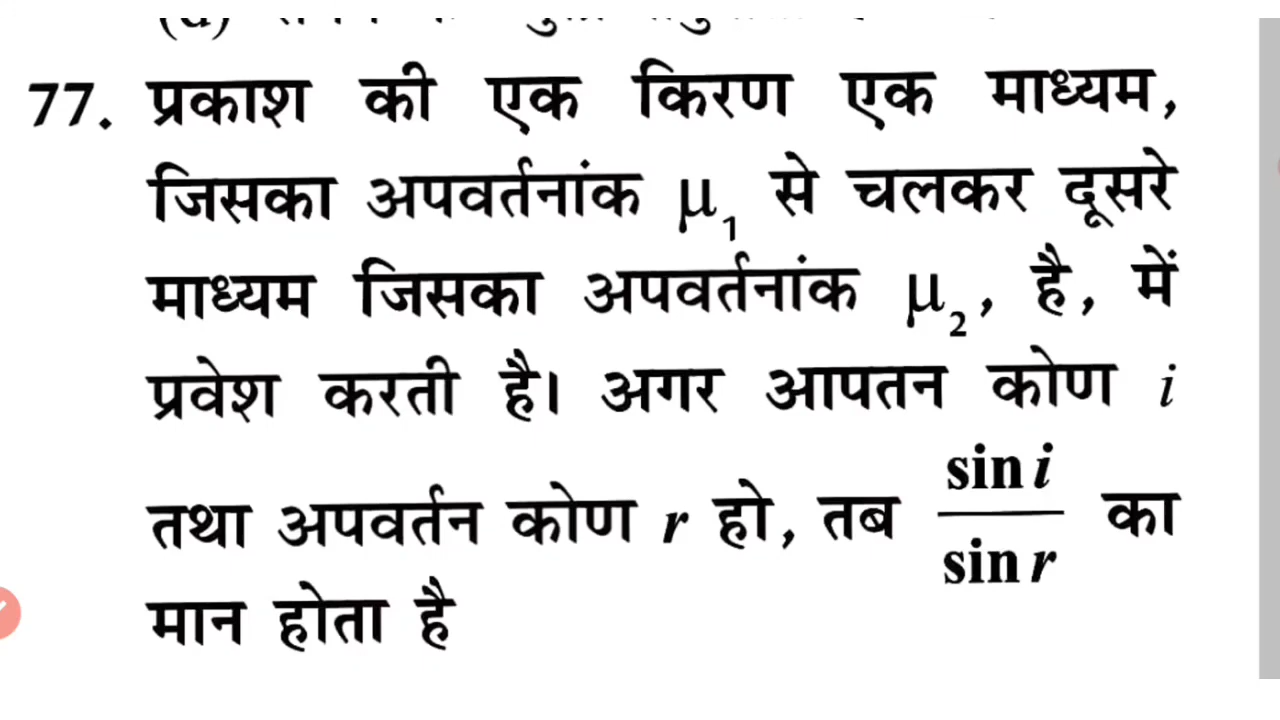 (d)
77. प्रकाश की एक किरण एक माध्यम,
जिसका अपवर्तनांक μ₁ से चलकर दूसरे
माध्यम जिसका अपवर्तनांक μ₂, है, में
प्रवेश करती है। अगर आपतन कोण i
तथा अपवर्तन कोण r हो, तब sin i / sin r का
मान होता है